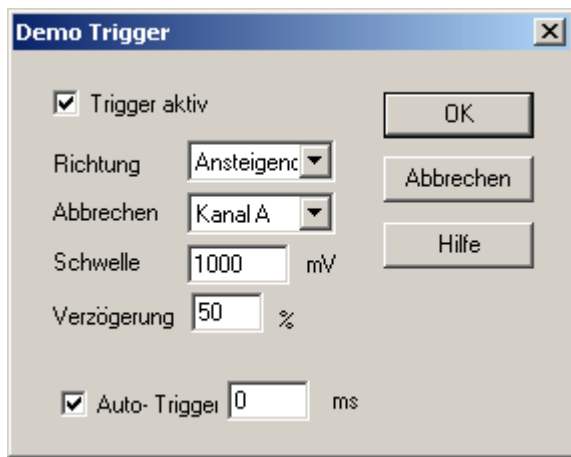 Demo Trigger
Trigger aktiv
OK
Richtung Ansteigend
Abbrechen
Abbrechen Kanal A
Schwelle 1000 mV
Hilfe
Verzögerung 50 %
Auto- Trigger 0 ms